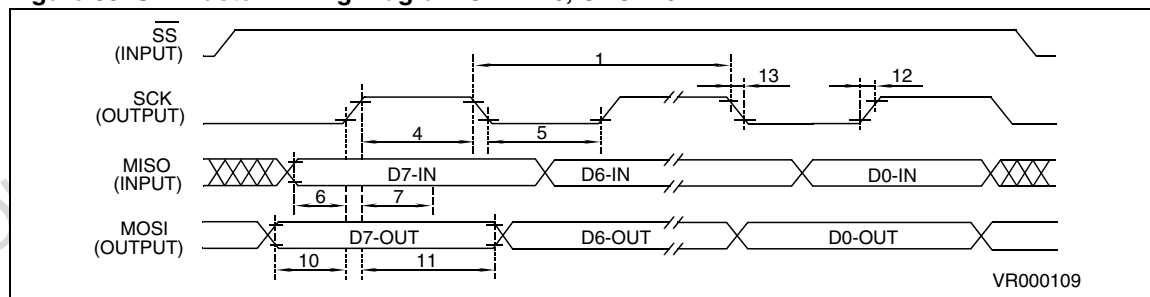 SS
(INPUT)
1
13
12
SCK
(OUTPUT)
4
5
MISO
(INPUT)
D7-IN
D6-IN
D0-IN
6
7
MOSI
(OUTPUT)
D7-OUT
D6-OUT
D0-OUT
10
11
VR000109